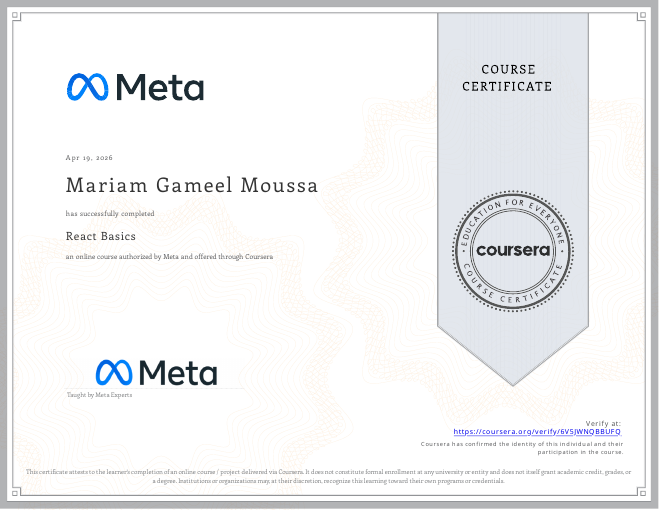 Meta
COURSE
CERTIFICATE
Apr 19, 2026
Mariam Gameel Moussa
has successfully completed
React Basics
an online course authorized by Meta and offered through Coursera
EDUCATION FOR EVERYONE
coursera
COURSE CERTIFICATE
Meta
Taught by Meta Experts
Verify at:
https://coursera.org/verify/6V5JWNQBBUFQ
Coursera has confirmed the identity of this individual and their
participation in the course.
This certificate attests to the learner's completion of an online course / project delivered via Coursera. It does not constitute formal enrollment at any university or entity and does not itself grant academic credit, grades, or
a degree. Institutions or organizations may, at their discretion, recognize this learning toward their own programs or credentials.